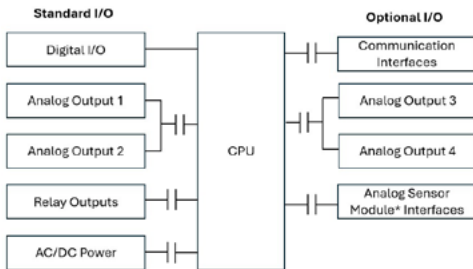 Standard I/O
Optional I/O
Digital I/O
Analog Output 1
Analog Output 2
Relay Outputs
AC/DC Power
CPU
Communication
Interfaces
Analog Output 3
Analog Output 4
Analog Sensor
Module* Interfaces